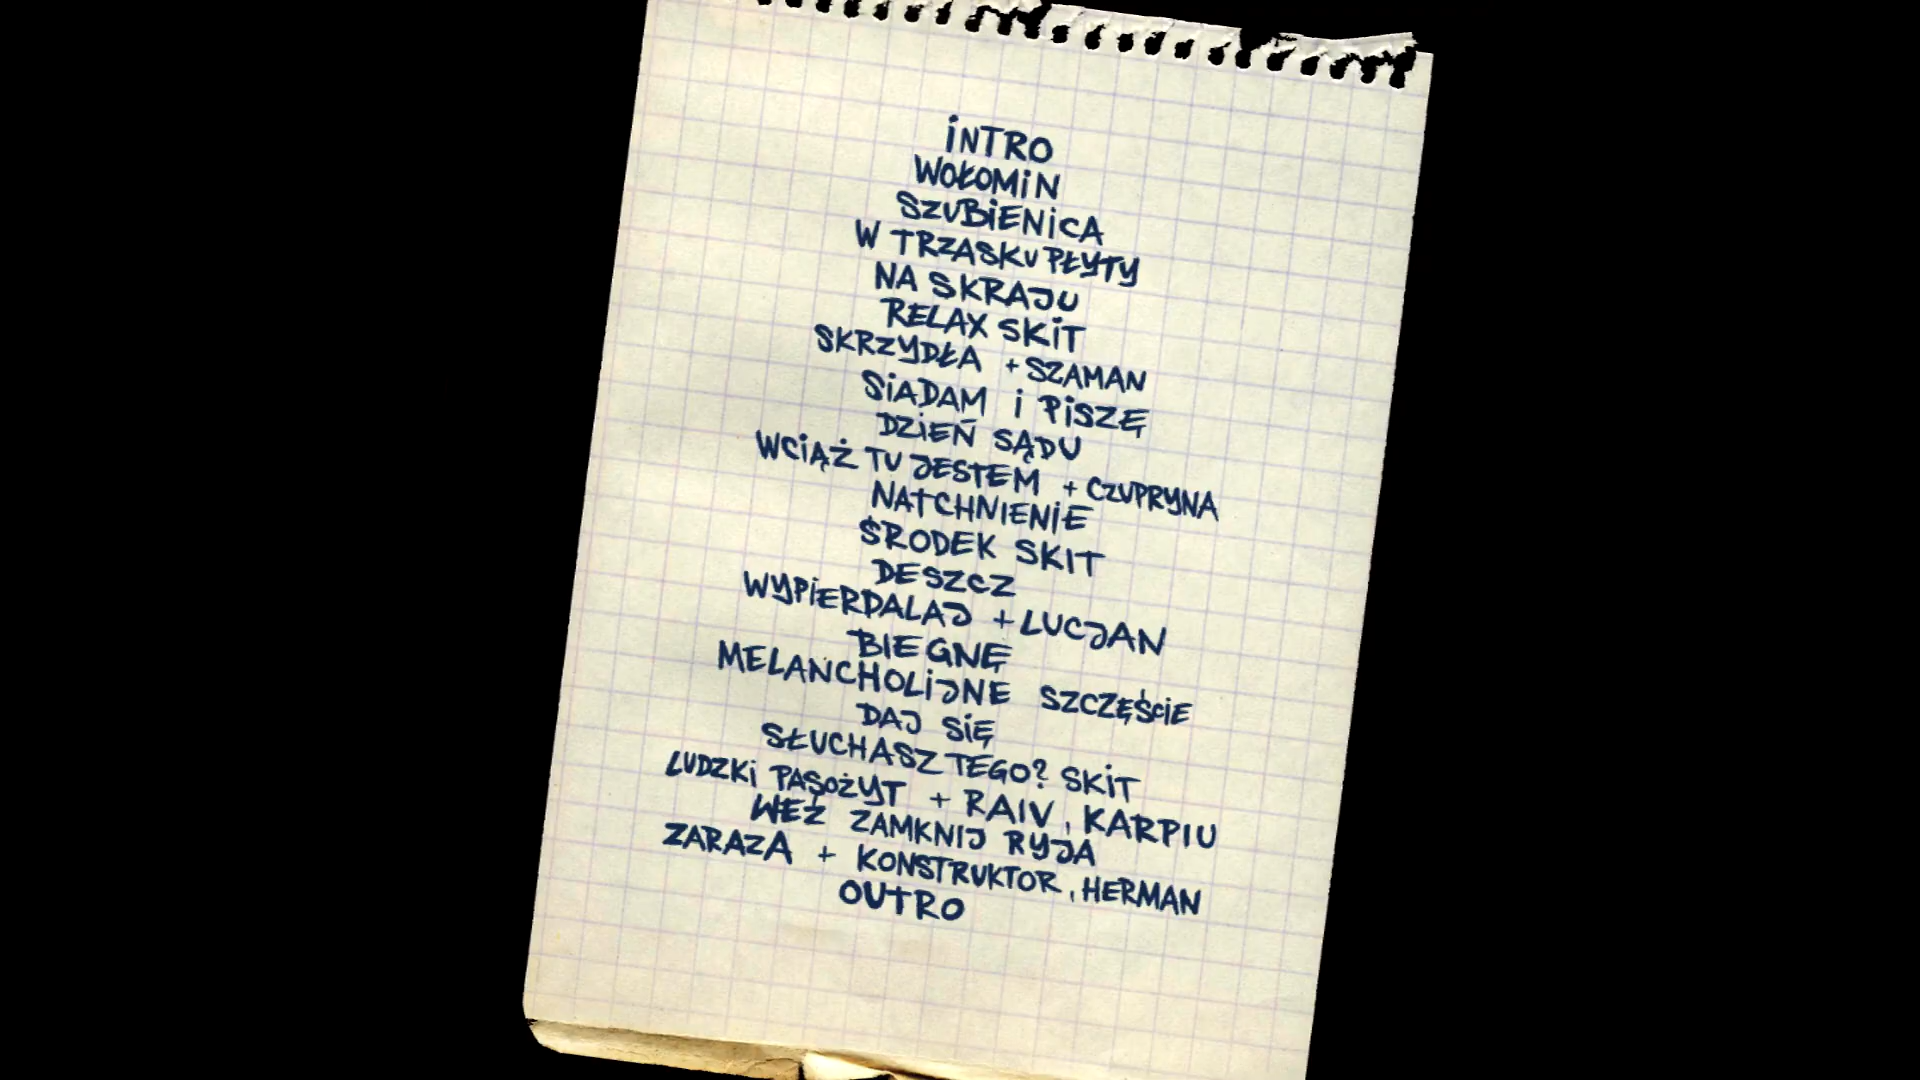 INTRO
WOŁOMIN
SZUBIENICA
W TRZASKU PŁYTY
NA SKRAJU
RELAX SKIT
SKRZYDŁA + SZAMAN
SIADAM I PISZĘ
DZIEŃ SĄDU
WCIĄŻ TU JESTEM + CZUPRYNA
NATCHNIENIE
ŚRODEK SKIT
DESZCZ
WYPIERDALAJ + LUCJAN
BIEGNĘ
MELANCHOLIJNE SZCZĘŚCIE
DAJ SIĘ
SŁUCHASZ TEGO? SKIT
LUDZKI PASOŻYT + RAIV, KARPIU
WEŹ ZAMKNIJ RYJA
ZARAZA + KONSTRUKTOR, HERMAN
OUTRO